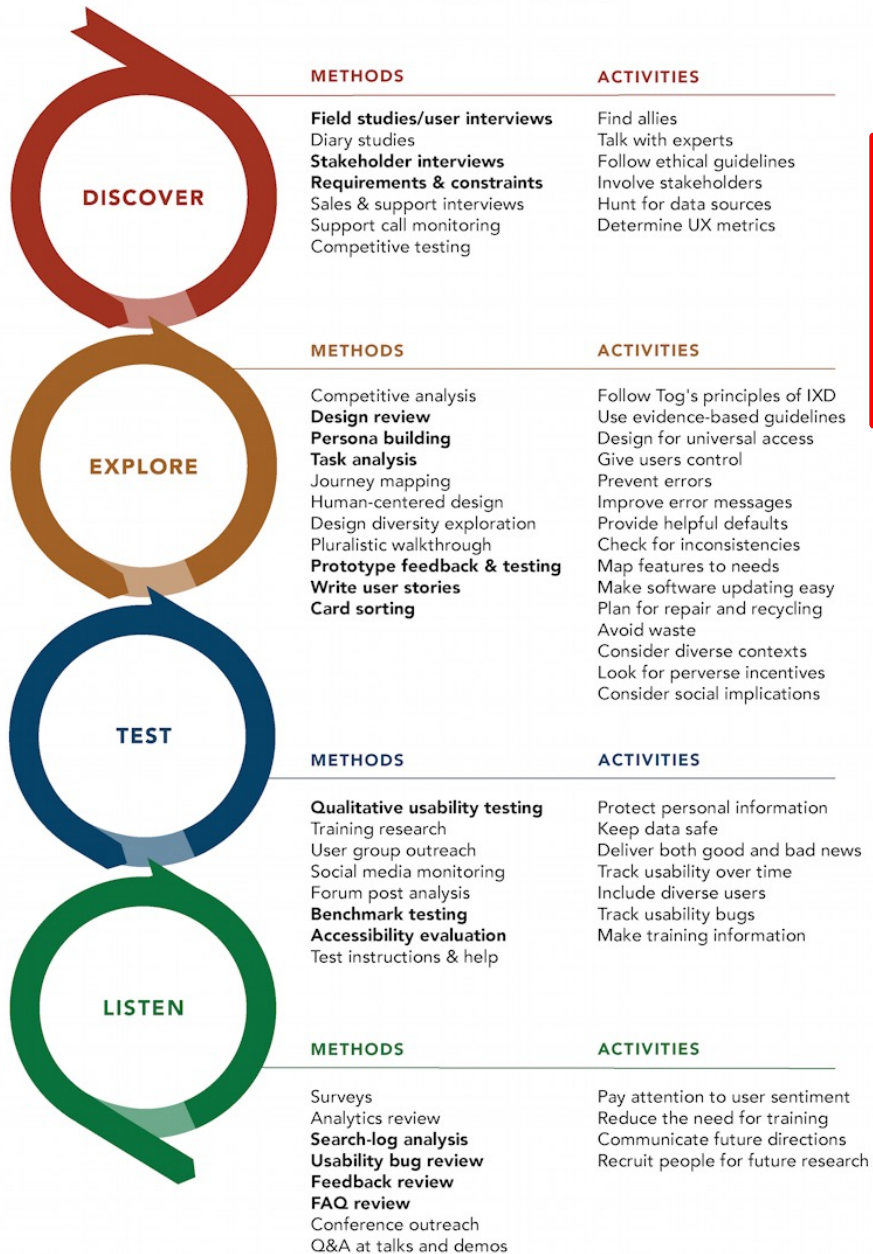 DISCOVER
METHODS
Field studies/user interviews
Diary studies
Stakeholder interviews
Requirements & constraints
Sales & support interviews
Support call monitoring
Competitive testing
ACTIVITIES
Find allies
Talk with experts
Follow ethical guidelines
Involve stakeholders
Hunt for data sources
Determine UX metrics
EXPLORE
METHODS
Competitive analysis
Design review
Persona building
Task analysis
Journey mapping
Human-centered design
Design diversity exploration
Pluralistic walkthrough
Prototype feedback & testing
Write user stories
Card sorting
ACTIVITIES
Follow Tog's principles of IXD
Use evidence-based guidelines
Design for universal access
Give users control
Prevent errors
Improve error messages
Provide helpful defaults
Check for inconsistencies
Map features to needs
Make software updating easy
Plan for repair and recycling
Avoid waste
Consider diverse contexts
Look for perverse incentives
Consider social implications
TEST
METHODS
Qualitative usability testing
Training research
User group outreach
Social media monitoring
Forum post analysis
Benchmark testing
Accessibility evaluation
Test instructions & help
ACTIVITIES
Protect personal information
Keep data safe
Deliver both good and bad news
Track usability over time
Include diverse users
Track usability bugs
Make training information
LISTEN
METHODS
Surveys
Analytics review
Search-log analysis
Usability bug review
Feedback review
FAQ review
Conference outreach
Q&A at talks and demos
ACTIVITIES
Pay attention to user sentiment
Reduce the need for training
Communicate future directions
Recruit people for future research